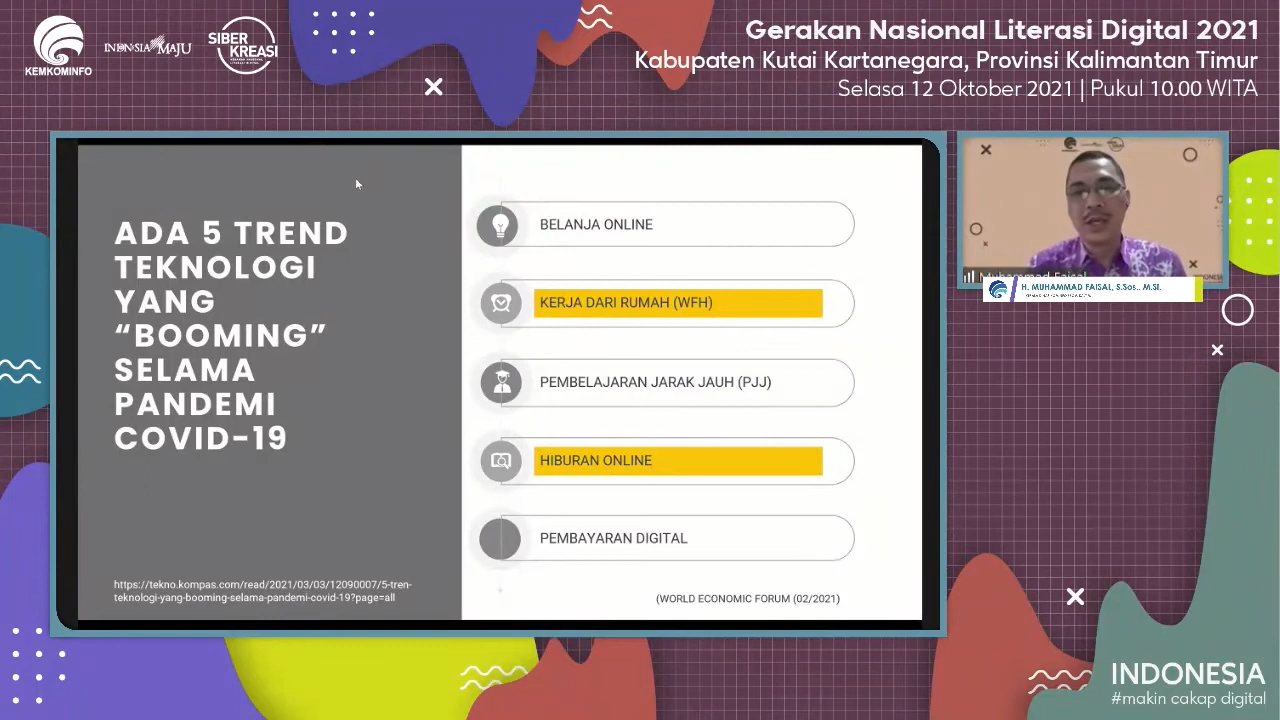 KEMKOMINFO
INDONESIA MAJU
SIBER
KREASI
Gerakan Nasional Literasi Digital 2021
Kabupaten Kutai Kartanegara, Provinsi Kalimantan Timur
Selasa 12 Oktober 2021 | Pukul 10.00 WITA
ADA 5 TREND
TEKNOLOGI
YANG
“BOOMING”
SELAMA
PANDEMI
COVID-19
https://tekno.kompas.com/read/2021/03/03/12090007/5-tren-
teknologi-yang-booming-selama-pandemi-covid-19?page=all
BELANJA ONLINE
KERJA DARI RUMAH (WFH)
PEMBELAJARAN JARAK JAUH (PJJ)
HIBURAN ONLINE
PEMBAYARAN DIGITAL
(WORLD ECONOMIC FORUM (02/2021)
Muhammad Faisal
H. MUHAMMAD FAISAL, S.Sos., M.SI.
INDONESIA
#makin cakap digital